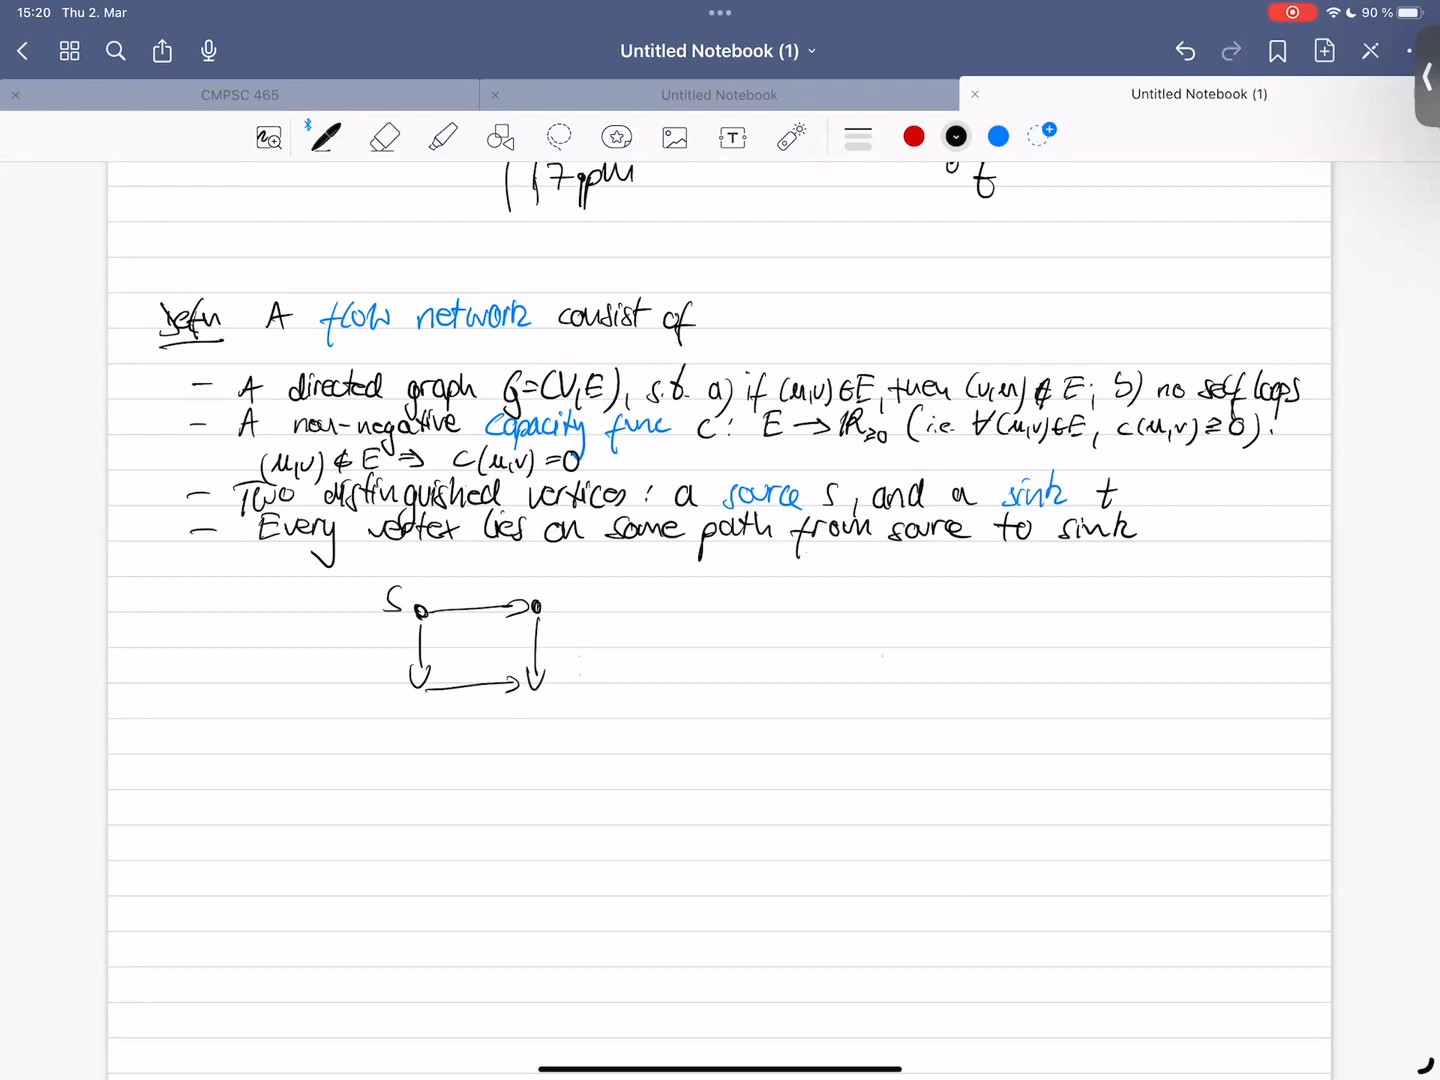 15:20 Thu 2. Mar 90 %
Untitled Notebook (1)
CMPSC 465 Untitled Notebook Untitled Notebook (1)
117 ppm
t
Defn A flow network consist of
- A directed graph G=(V,E), s.t. a) if (u,v)∈E, then (v,u)∉E; b) no self loops
- A non-negative capacity func c: E → ℝ≥0 (i.e. ∀(u,v)∈E, c(u,v)≥0).
(u,v)∉E ⇒ c(u,v)=0
- Two distinguished vertices: a source s, and a sink t
- Every vertex lies on some path from source to sink
S